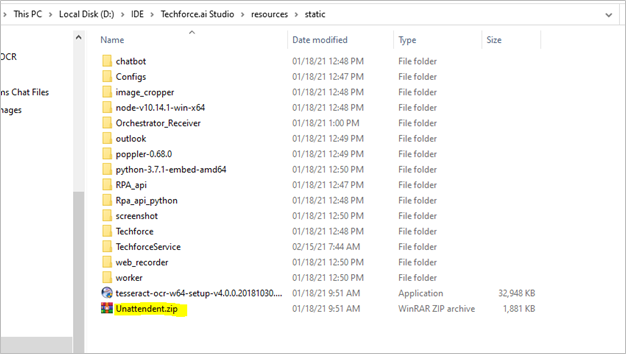 This PC > Local Disk (D:) > IDE > Techforce.ai Studio > resources > static
Name Date modified Type Size
OCR
ns Chat Files
nages
chatbot 01/18/21 12:48 PM File folder
Configs 01/18/21 12:47 PM File folder
image_cropper 01/18/21 12:48 PM File folder
node-v10.14.1-win-x64 01/18/21 12:48 PM File folder
Orchestrator_Receiver 01/18/21 1:00 PM File folder
outlook 01/18/21 12:49 PM File folder
poppler-0.68.0 01/18/21 12:49 PM File folder
python-3.7.1-embed-amd64 01/18/21 12:50 PM File folder
RPA_api 01/18/21 12:47 PM File folder
Rpa_api_python 01/18/21 12:48 PM File folder
screenshot 01/18/21 12:50 PM File folder
Techforce 01/18/21 12:48 PM File folder
TechforceService 02/15/21 7:44 AM File folder
web_recorder 01/18/21 12:50 PM File folder
worker 01/18/21 12:50 PM File folder
tesseract-ocr-w64-setup-v4.0.0.20181030.... 01/18/21 9:51 AM Application 32,948 KB
Unattendent.zip 01/18/21 9:51 AM WinRAR ZIP archive 1,881 KB